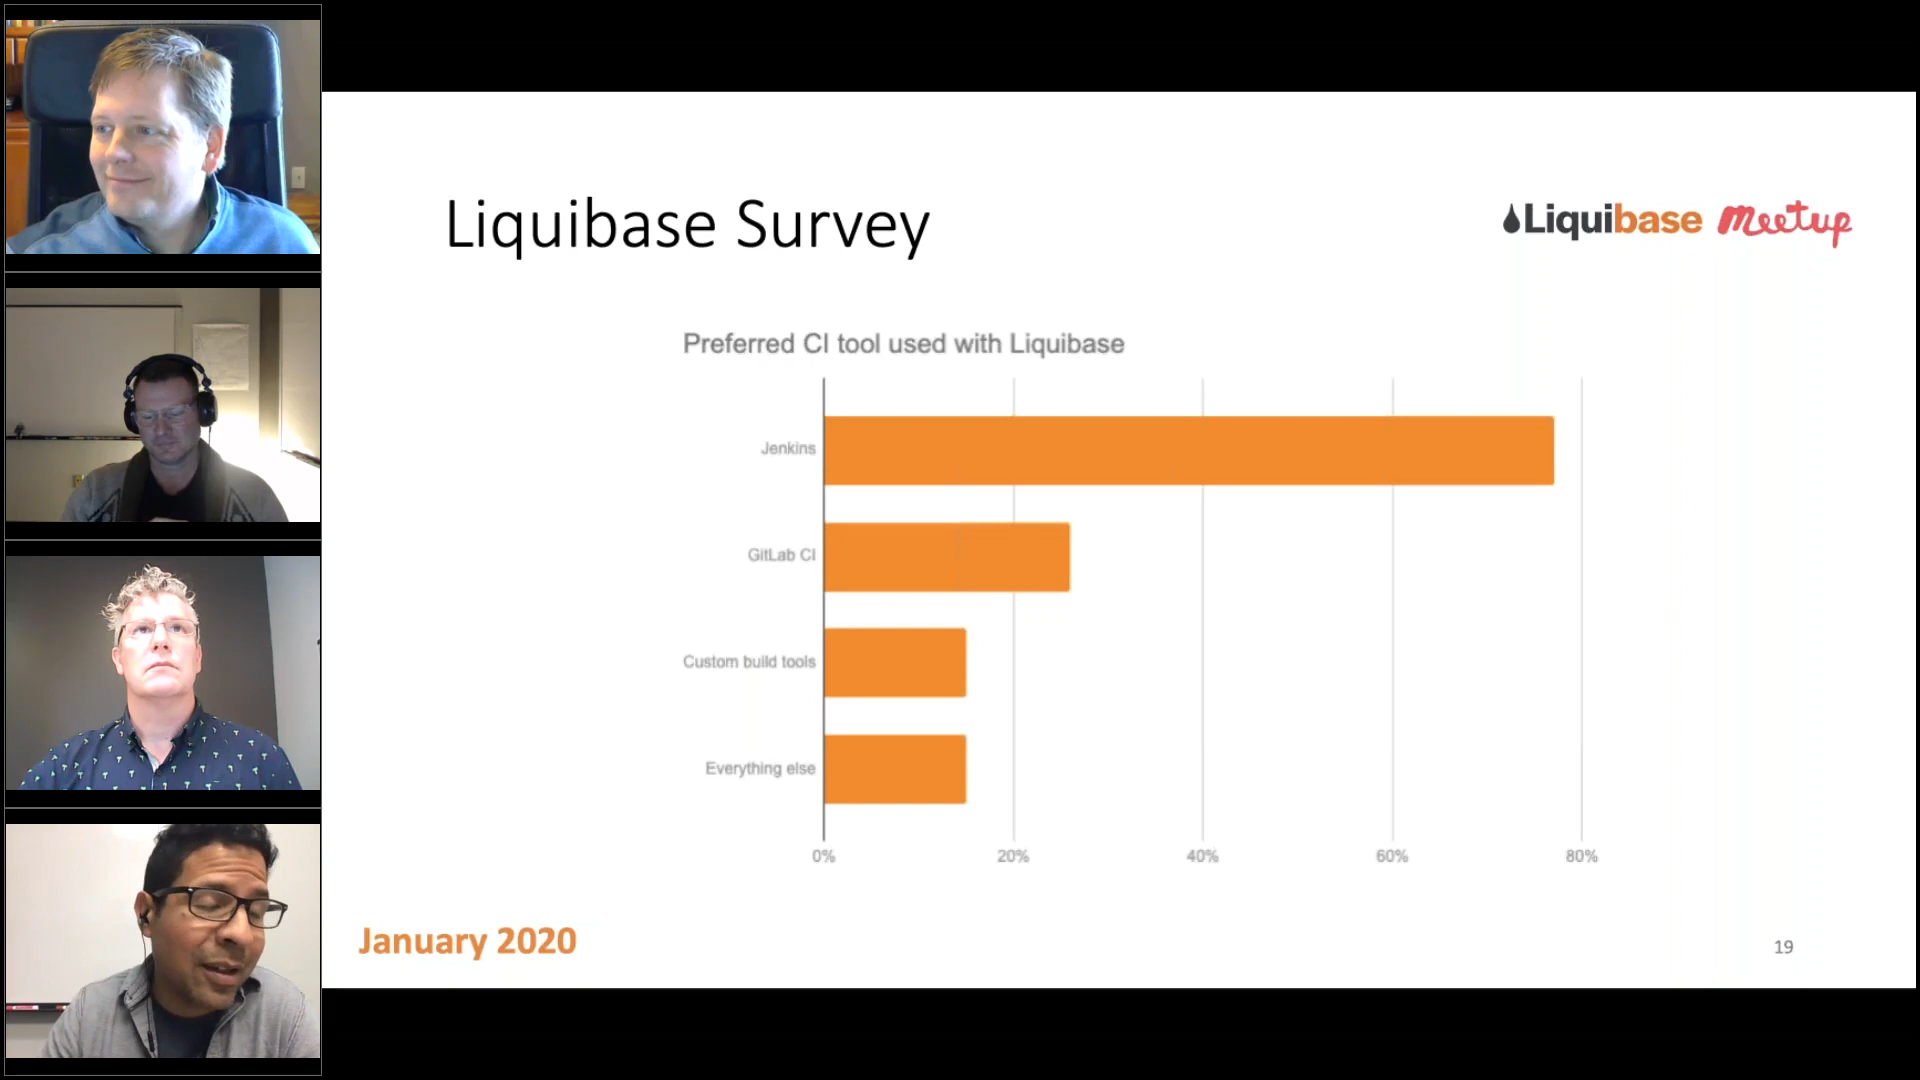 Liquibase Survey
Liquibase Meetup
Preferred CI tool used with Liquibase
Jenkins
GitLab CI
Custom build tools
Everything else
0% 20% 40% 60% 80%
January 2020
19